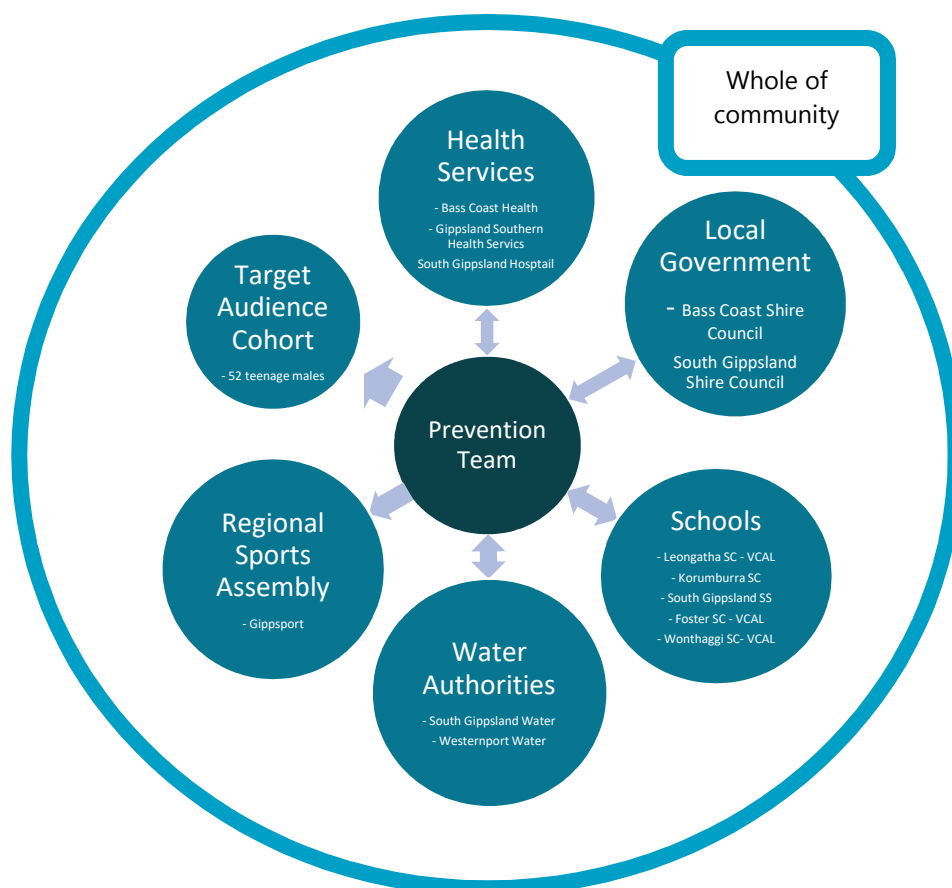 Whole of
community
Health
Services
- Bass Coast Health
- Gippsland Southern
Health Servics
South Gippsland Hosptail
Local
Government
- Bass Coast Shire
Council
South Gippsland
Shire Council
Target
Audience
Cohort
- 52 teenage males
Prevention
Team
Regional
Sports
Assembly
- Gippsport
Schools
- Leongatha SC - VCAL
- Korumburra SC
- South Gippsland SS
- Foster SC - VCAL
- Wonthaggi SC- VCAL
Water
Authorities
- South Gippsland Water
- Westernport Water